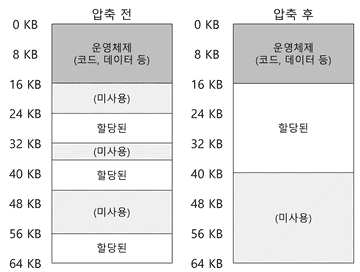 압축 전
0 KB
8 KB
16 KB
24 KB
32 KB
40 KB
48 KB
56 KB
64 KB
운영체제
(코드, 데이터 등)
(미사용)
할당된
(미사용)
할당된
(미사용)
할당된
압축 후
0 KB
8 KB
16 KB
24 KB
32 KB
40 KB
48 KB
56 KB
64 KB
운영체제
(코드, 데이터 등)
할당된
(미사용)